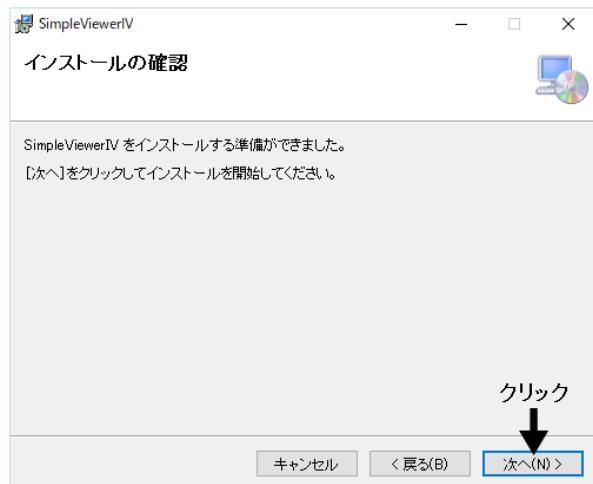 SimpleViewerIV
インストールの確認
SimpleViewerIV をインストールする準備ができました。
[次へ]をクリックしてインストールを開始してください。
クリック
キャンセル
< 戻る(B)
次へ(N) >